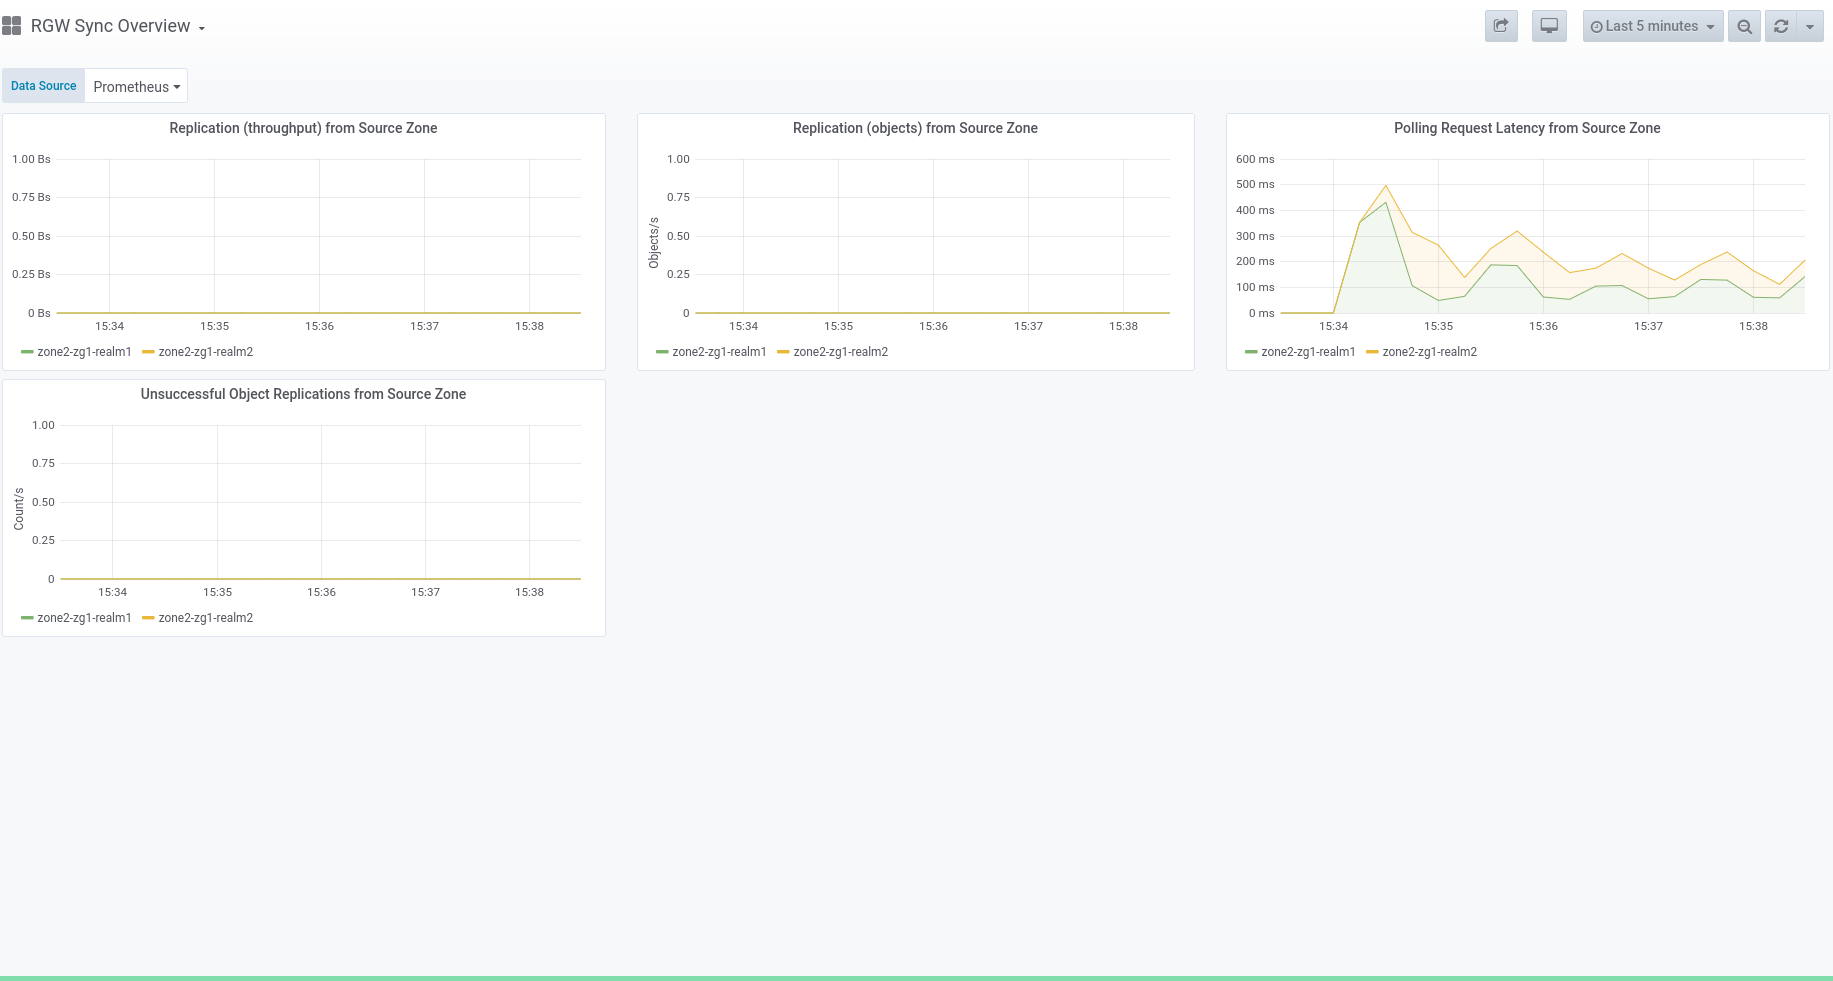 RGW Sync Overview
Last 5 minutes
Data Source Prometheus
Replication (throughput) from Source Zone
1.00 Bs
0.75 Bs
0.50 Bs
0.25 Bs
0 Bs
15:34 15:35 15:36 15:37 15:38
zone2-zg1-realm1 zone2-zg1-realm2
Replication (objects) from Source Zone
Objects/s
1.00
0.75
0.50
0.25
0
15:34 15:35 15:36 15:37 15:38
zone2-zg1-realm1 zone2-zg1-realm2
Polling Request Latency from Source Zone
600 ms
500 ms
400 ms
300 ms
200 ms
100 ms
0 ms
15:34 15:35 15:36 15:37 15:38
zone2-zg1-realm1 zone2-zg1-realm2
Unsuccessful Object Replications from Source Zone
Count/s
1.00
0.75
0.50
0.25
0
15:34 15:35 15:36 15:37 15:38
zone2-zg1-realm1 zone2-zg1-realm2